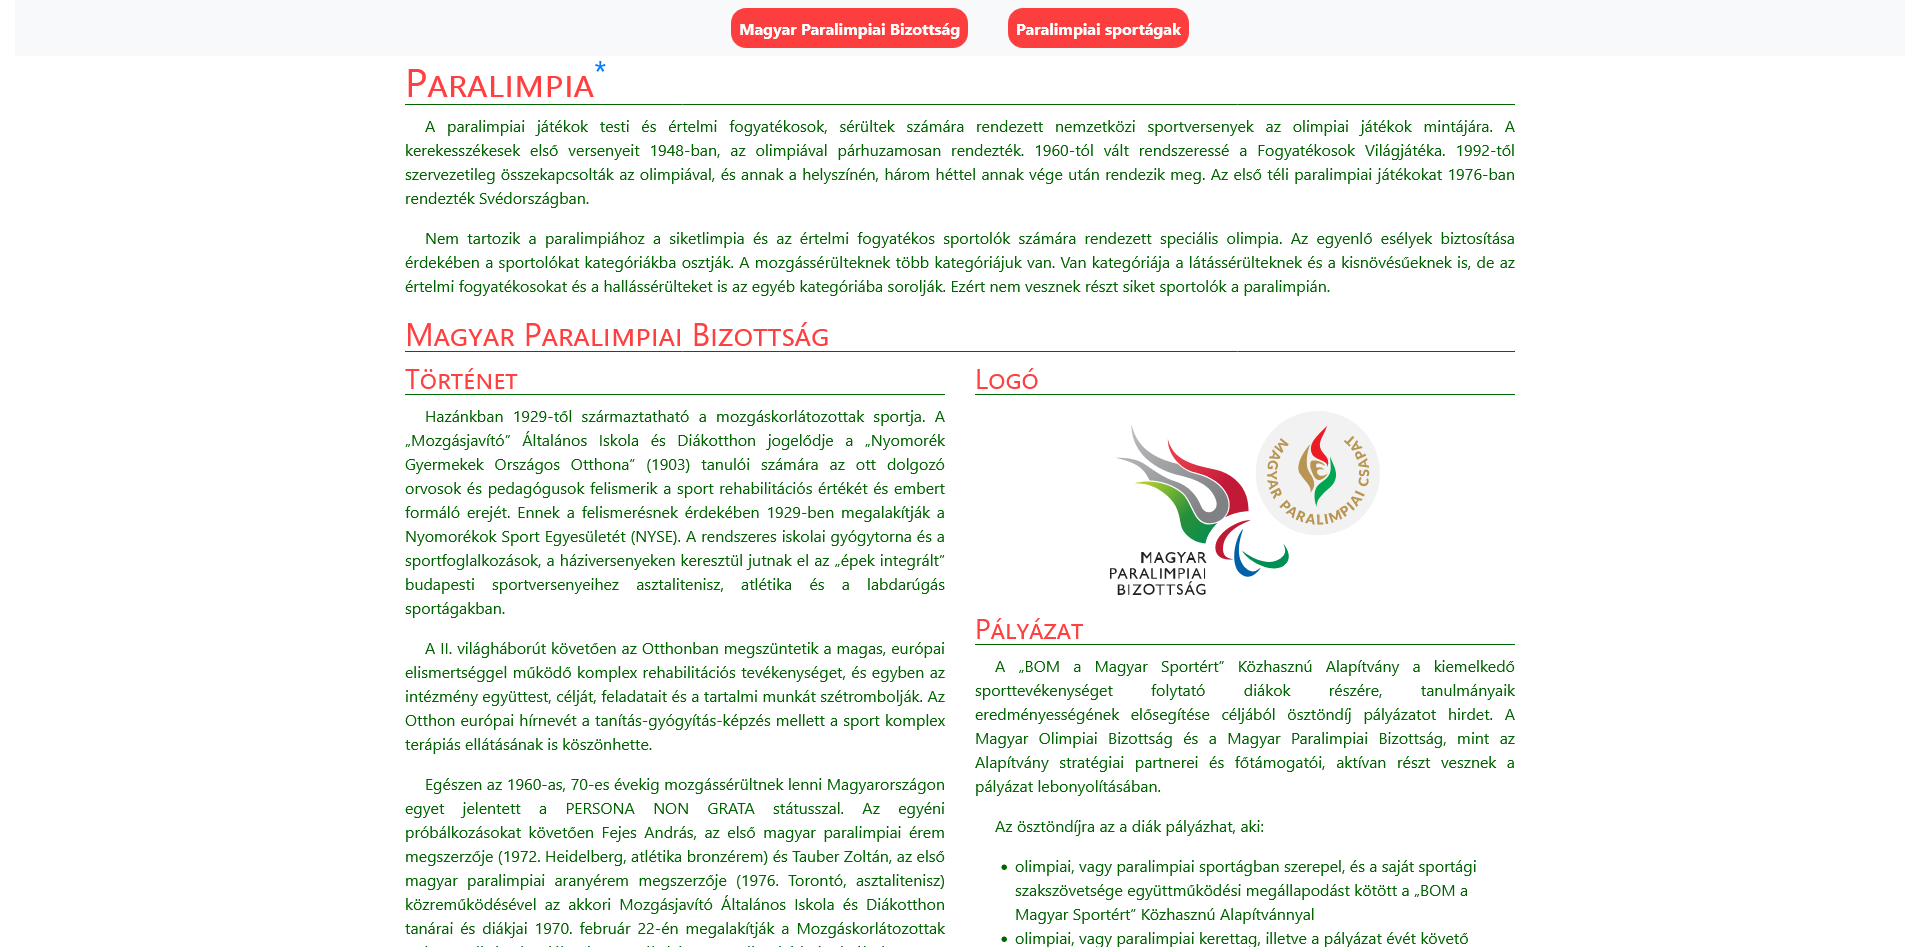 Magyar Paralimpiai Bizottság
Paralimpiai sportágak
Paralimpia*
A paralimpiai játékok testi és értelmi fogyatékosok, sérültek számára rendezett nemzetközi sportversenyek az olimpiai játékok mintájára. A
kerekesszékesek első versenyeit 1948-ban, az olimpiával párhuzamosan rendezték. 1960-tól vált rendszeressé a Fogyatékosok Világjátéka. 1992-től
szervezetileg összekapcsolták az olimpiával, és annak a helyszínén, három héttel annak vége után rendezik meg. Az első téli paralimpiai játékokat 1976-ban
rendezték Svédországban.
Nem tartozik a paralimpiához a siketlimpia és az értelmi fogyatékos sportolók számára rendezett speciális olimpia. Az egyenlő esélyek biztosítása
érdekében a sportolókat kategóriákba osztják. A mozgássérülteknek több kategóriájuk van. Van kategóriája a látássérülteknek és a kisnövésűeknek is, de az
értelmi fogyatékosokat és a hallássérülteket is az egyéb kategóriába sorolják. Ezért nem vesznek részt siket sportolók a paralimpián.
Magyar Paralimpiai Bizottság
Történet
Hazánkban 1929-től származtatható a mozgáskorlátozottak sportja. A
„Mozgásjavító” Általános Iskola és Diákotthon jogelődje a „Nyomorék
Gyermekek Országos Otthona” (1903) tanulói számára az ott dolgozó
orvosok és pedagógusok felismerik a sport rehabilitációs értékét és embert
formáló erejét. Ennek a felismerésnek érdekében 1929-ben megalakítják a
Nyomorékok Sport Egyesületét (NYSE). A rendszeres iskolai gyógytorna és a
sportfoglalkozások, a háziversenyeken keresztül jutnak el az „épek integrált”
budapesti sportversenyeihez asztalitenisz, atlétika és a labdarúgás
sportágakban.
A II. világháborút követően az Otthonban megszüntetik a magas, európai
elismertséggel működő komplex rehabilitációs tevékenységet, és egyben az
intézmény együttest, célját, feladatait és a tartalmi munkát szétrombolják. Az
Otthon európai hírnevét a tanítás-gyógyítás-képzés mellett a sport komplex
terápiás ellátásának is köszönhette.
Egészen az 1960-as, 70-es évekig mozgássérültnek lenni Magyarországon
egyet jelentett a PERSONA NON GRATA státusszal. Az egyéni
próbálkozásokat követően Fejes András, az első magyar paralimpiai érem
megszerzője (1972. Heidelberg, atlétika bronzérem) és Tauber Zoltán, az első
magyar paralimpiai aranyérem megszerzője (1976. Torontó, asztalitenisz)
közreműködésével az akkori Mozgásjavító Általános Iskola és Diákotthon
tanárai és diákjai 1970. február 22-én megalakítják a Mozgáskorlátozottak
Logó
MAGYAR PARALIMPIAI CSAPAT
MAGYAR
PARALIMPIAI
BIZOTTSÁG
Pályázat
A „BOM a Magyar Sportért” Közhasznú Alapítvány a kiemelkedő
sporttevékenységet folytató diákok részére, tanulmányaik
eredményességének elősegítése céljából ösztöndíj pályázatot hirdet. A
Magyar Olimpiai Bizottság és a Magyar Paralimpiai Bizottság, mint az
Alapítvány stratégiai partnerei és főtámogatói, aktívan részt vesznek a
pályázat lebonyolításában.
Az ösztöndíjra az a diák pályázhat, aki:
• olimpiai, vagy paralimpiai sportágban szerepel, és a saját sportági
szakszövetsége együttműködési megállapodást kötött a „BOM a
Magyar Sportért” Közhasznú Alapítvánnyal
• olimpiai, vagy paralimpiai kerettag, illetve a pályázat évét követő